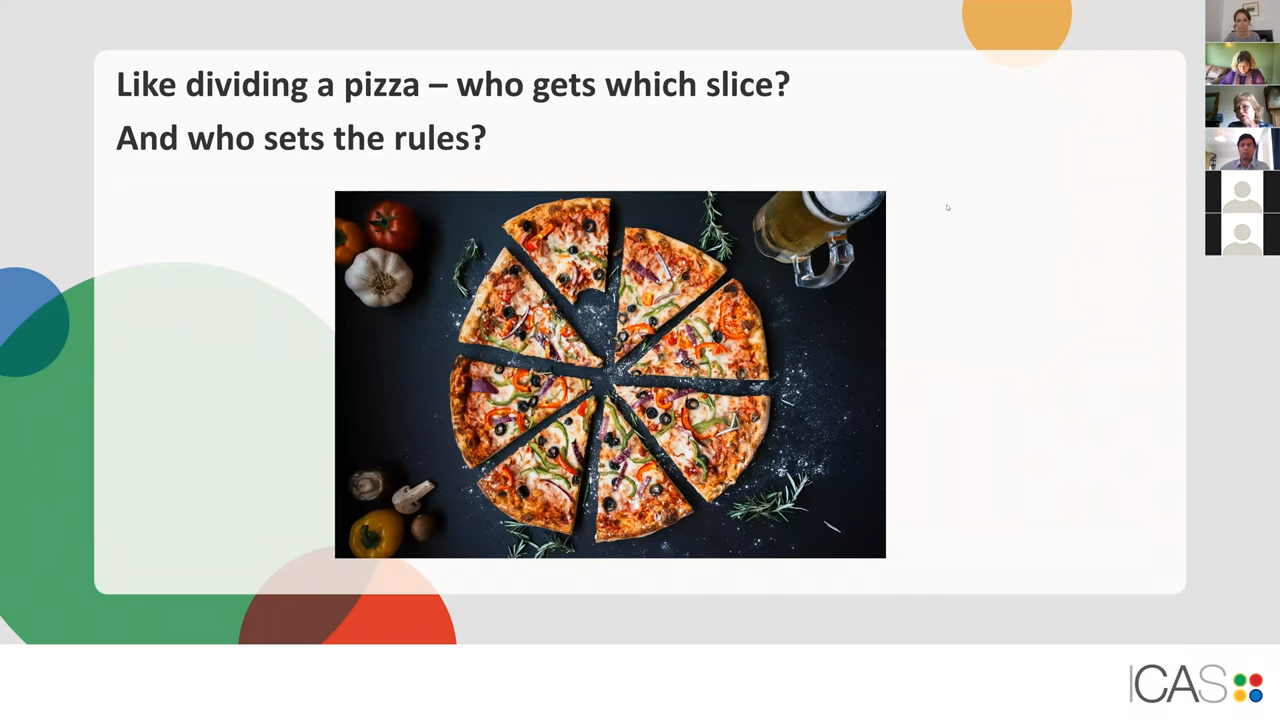 Like dividing a pizza – who gets which slice?
And who sets the rules?
ICAS